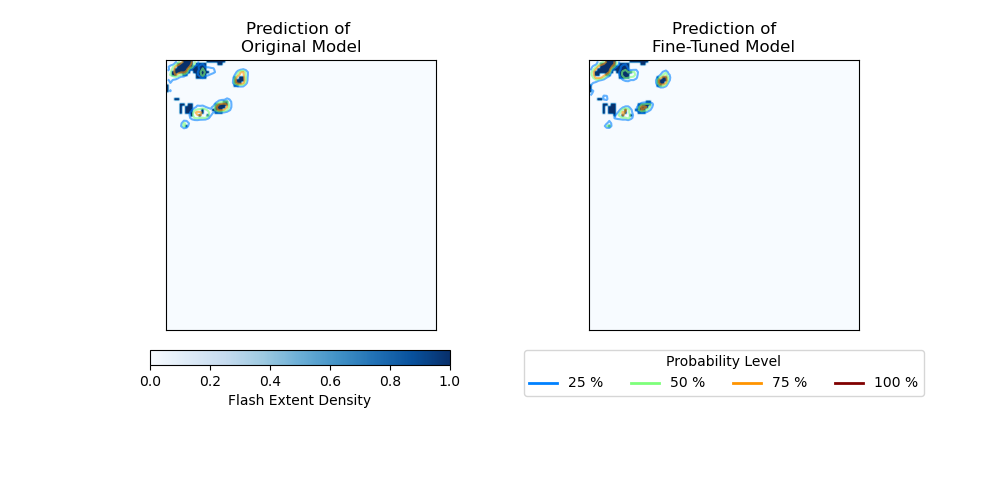 Prediction of
Original Model
Prediction of
Fine-Tuned Model
0.0 0.2 0.4 0.6 0.8 1.0
Flash Extent Density
Probability Level
25 % 50 % 75 % 100 %